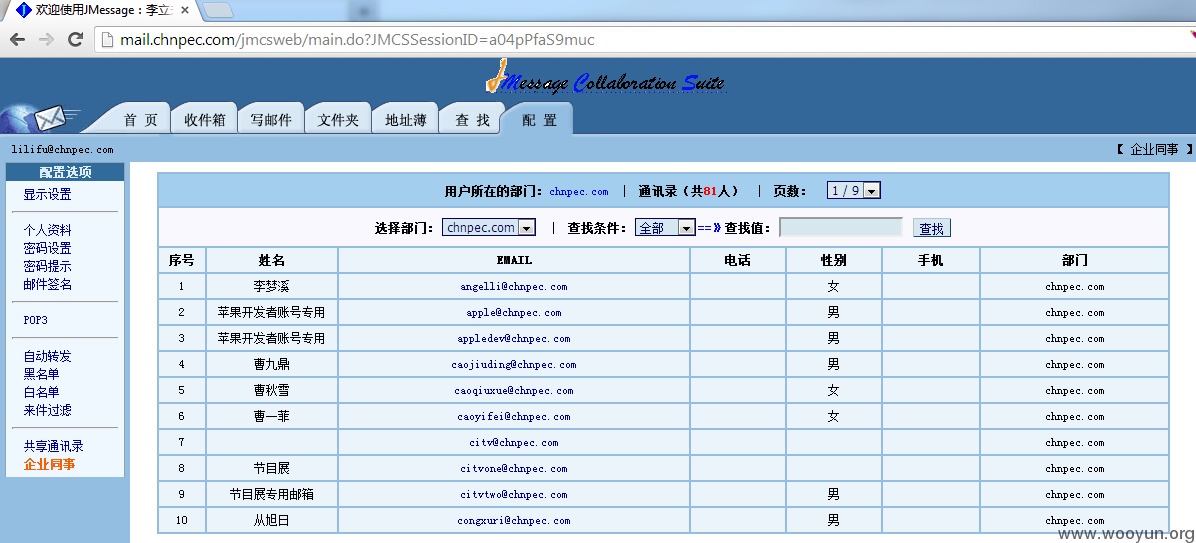 欢迎使用JMessage：李立
mail.chnpec.com/jmcsweb/main.do?JMCSSessionID=a04pPfaS9muc
JMessage Collaboration Suite
首 页 收件箱 写邮件 文件夹 地址薄 查 找 配 置
lilifu@chnpec.com 【 企业同事 】
配置选项
显示设置
个人资料
密码设置
密码提示
邮件签名
POP3
自动转发
黑名单
白名单
来件过滤
共享通讯录
企业同事
用户所在的部门：chnpec.com | 通讯录（共81人） | 页数： 1 / 9
选择部门： chnpec.com | 查找条件： 全部 ==» 查找值： 查找
序号 姓名 EMAIL 电话 性别 手机 部门
1 李梦溪 angelli@chnpec.com 女 chnpec.com
2 苹果开发者账号专用 apple@chnpec.com 男 chnpec.com
3 苹果开发者账号专用 appledev@chnpec.com 男 chnpec.com
4 曹九鼎 caojiuding@chnpec.com 男 chnpec.com
5 曹秋雪 caoqiuxue@chnpec.com 女 chnpec.com
6 曹一菲 caoyifei@chnpec.com 女 chnpec.com
7 citv@chnpec.com chnpec.com
8 节目展 citvone@chnpec.com chnpec.com
9 节目展专用邮箱 citvtwo@chnpec.com 男 chnpec.com
10 从旭日 congxuri@chnpec.com 男 chnpec.com
www.wooyun.org